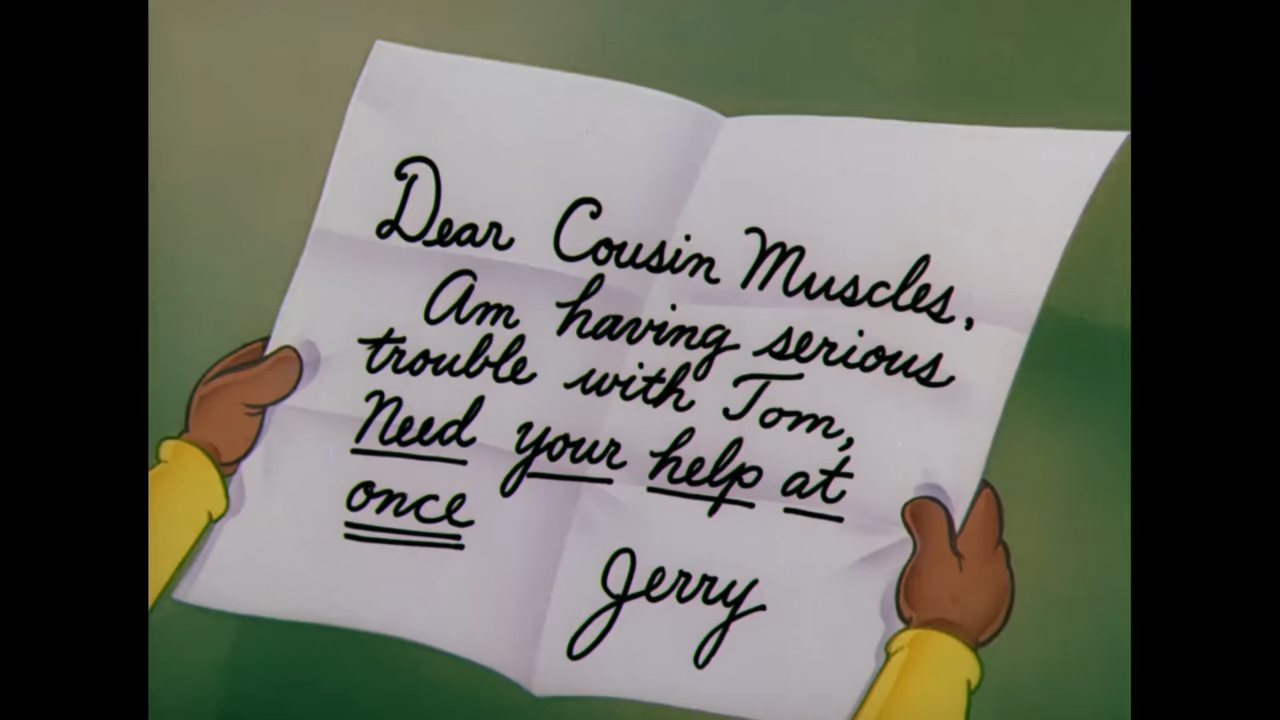 Dear Cousin Muscles,
Am having serious
trouble with Tom,
Need your help at
once
Jerry